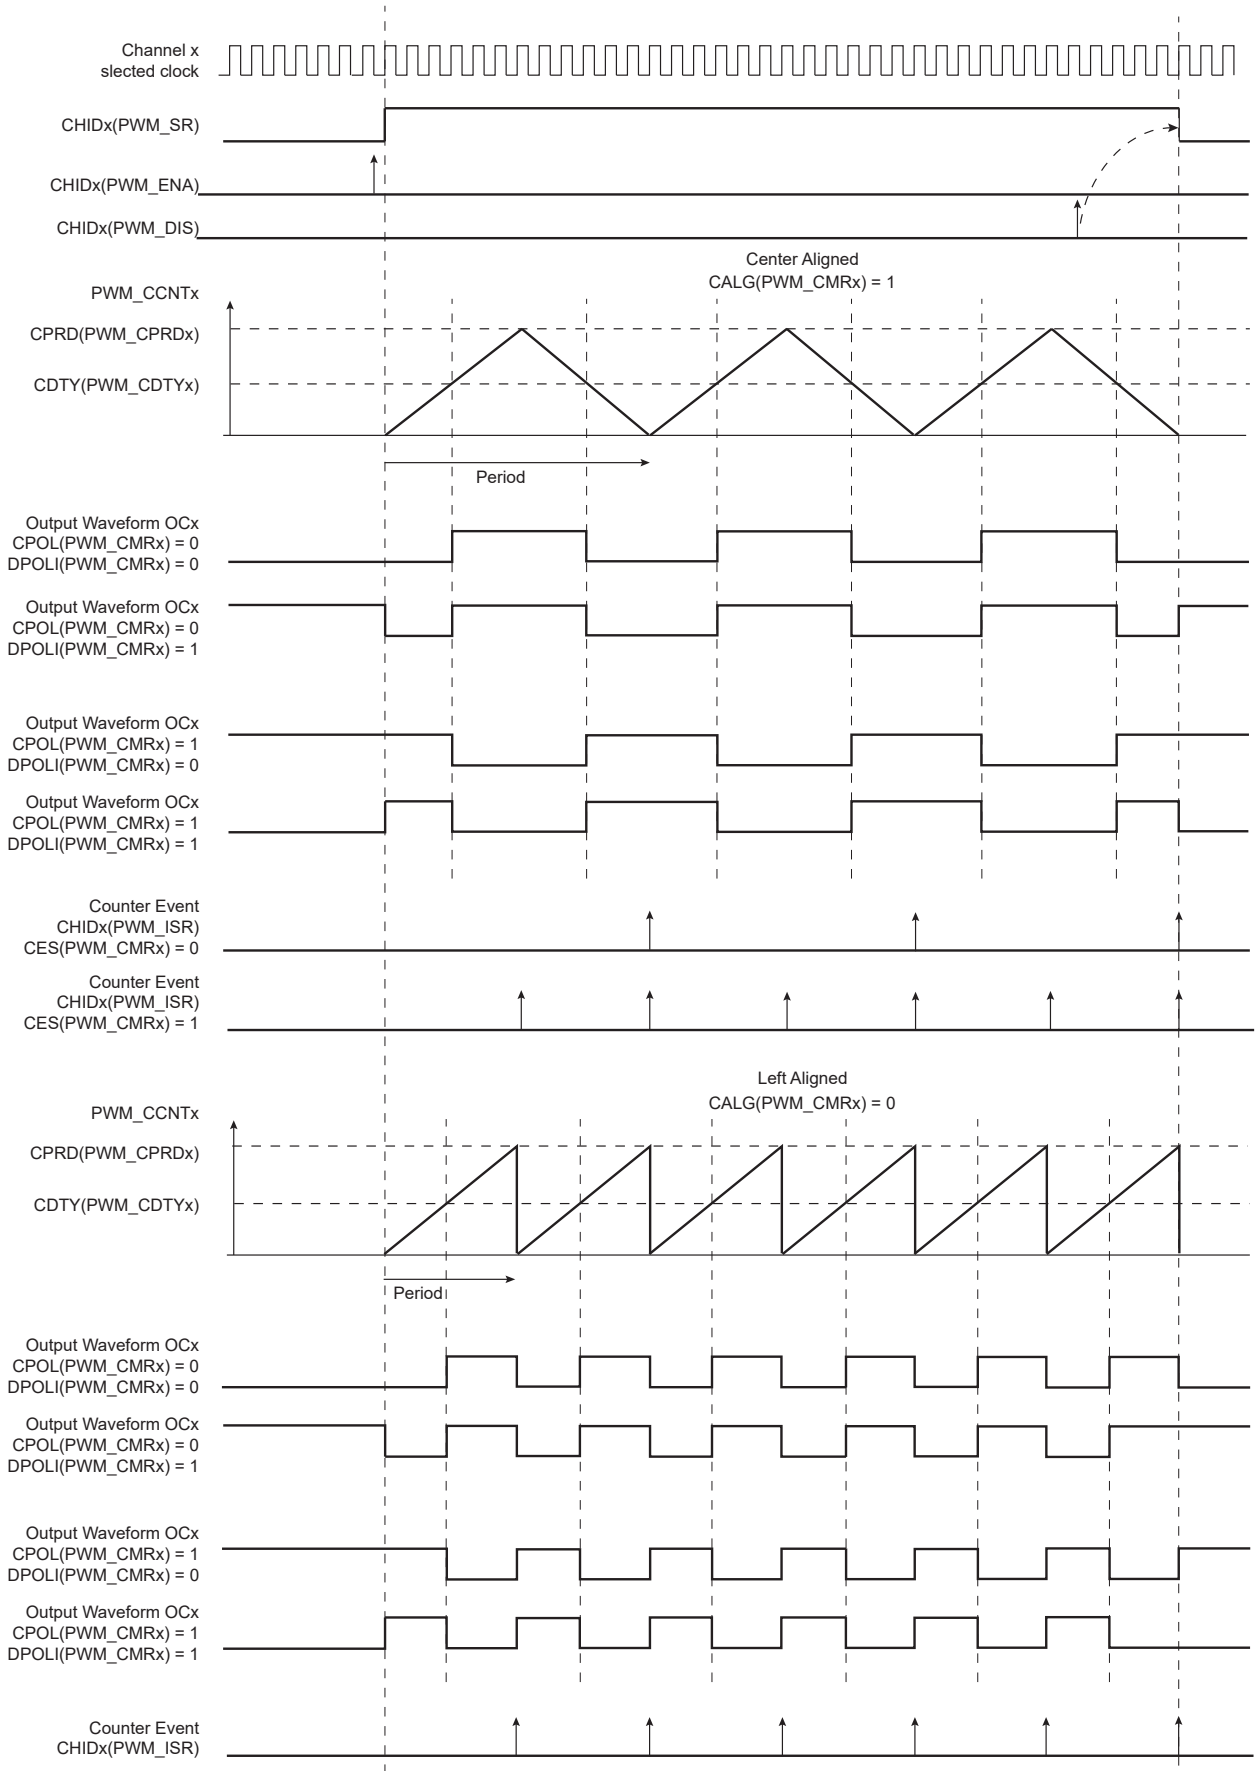 Channel x
slected clock
CHIDx(PWM_SR)
CHIDx(PWM_ENA)
CHIDx(PWM_DIS)
Center Aligned
CALG(PWM_CMRx) = 1
PWM_CCNTx
CPRD(PWM_CPRDx)
CDTY(PWM_CDTYx)
Period
Output Waveform OCx
CPOL(PWM_CMRx) = 0
DPOLI(PWM_CMRx) = 0
Output Waveform OCx
CPOL(PWM_CMRx) = 0
DPOLI(PWM_CMRx) = 1
Output Waveform OCx
CPOL(PWM_CMRx) = 1
DPOLI(PWM_CMRx) = 0
Output Waveform OCx
CPOL(PWM_CMRx) = 1
DPOLI(PWM_CMRx) = 1
Counter Event
CHIDx(PWM_ISR)
CES(PWM_CMRx) = 0
Counter Event
CHIDx(PWM_ISR)
CES(PWM_CMRx) = 1
Left Aligned
CALG(PWM_CMRx) = 0
PWM_CCNTx
CPRD(PWM_CPRDx)
CDTY(PWM_CDTYx)
Period
Output Waveform OCx
CPOL(PWM_CMRx) = 0
DPOLI(PWM_CMRx) = 0
Output Waveform OCx
CPOL(PWM_CMRx) = 0
DPOLI(PWM_CMRx) = 1
Output Waveform OCx
CPOL(PWM_CMRx) = 1
DPOLI(PWM_CMRx) = 0
Output Waveform OCx
CPOL(PWM_CMRx) = 1
DPOLI(PWM_CMRx) = 1
Counter Event
CHIDx(PWM_ISR)